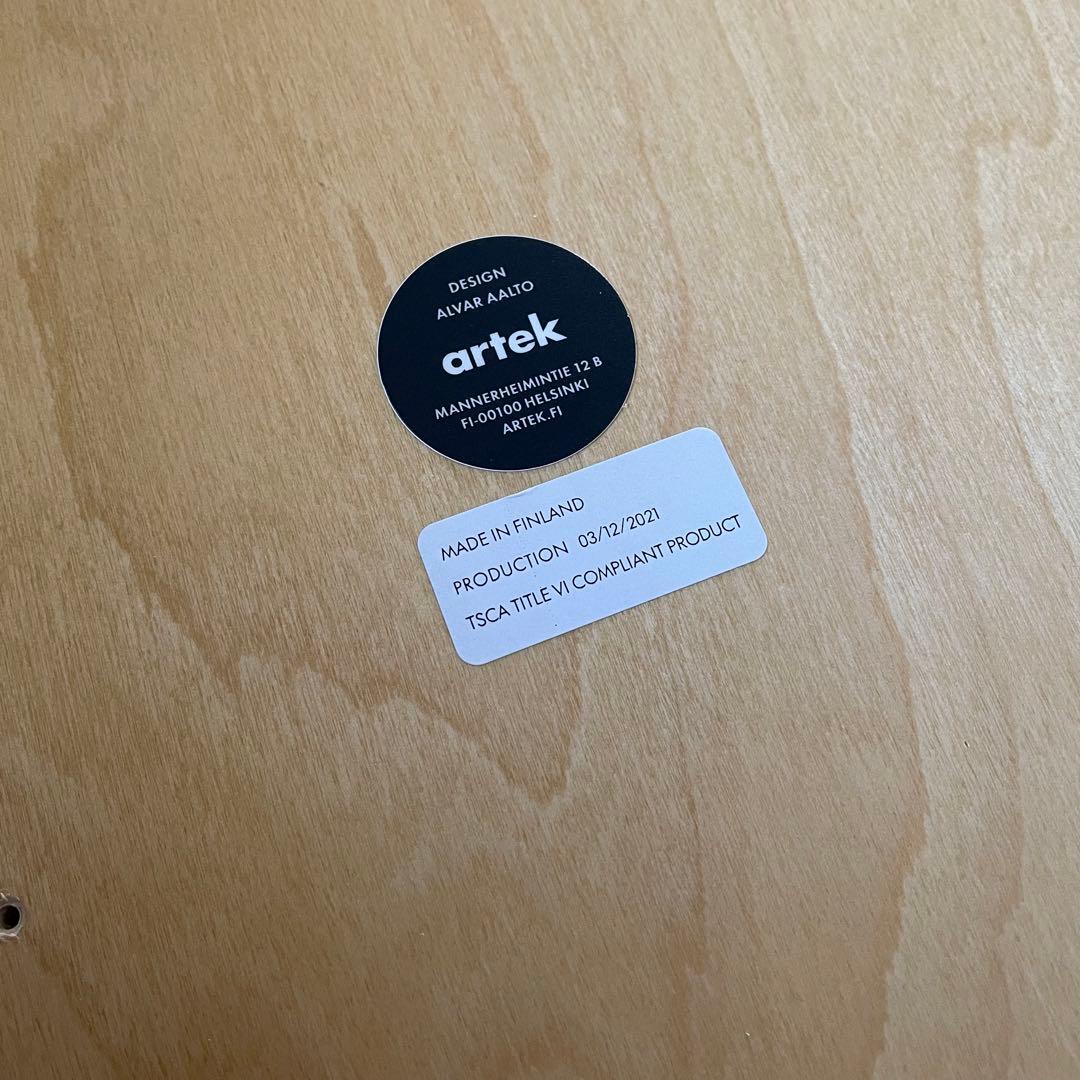 DESIGN
ALVAR AALTO
artek
MANNERHEIMINTIE 12 B
FI-00100 HELSINKI
ARTEK.FI
MADE IN FINLAND
PRODUCTION 03/12/2021
TSCA TITLE VI COMPLIANT PRODUCT